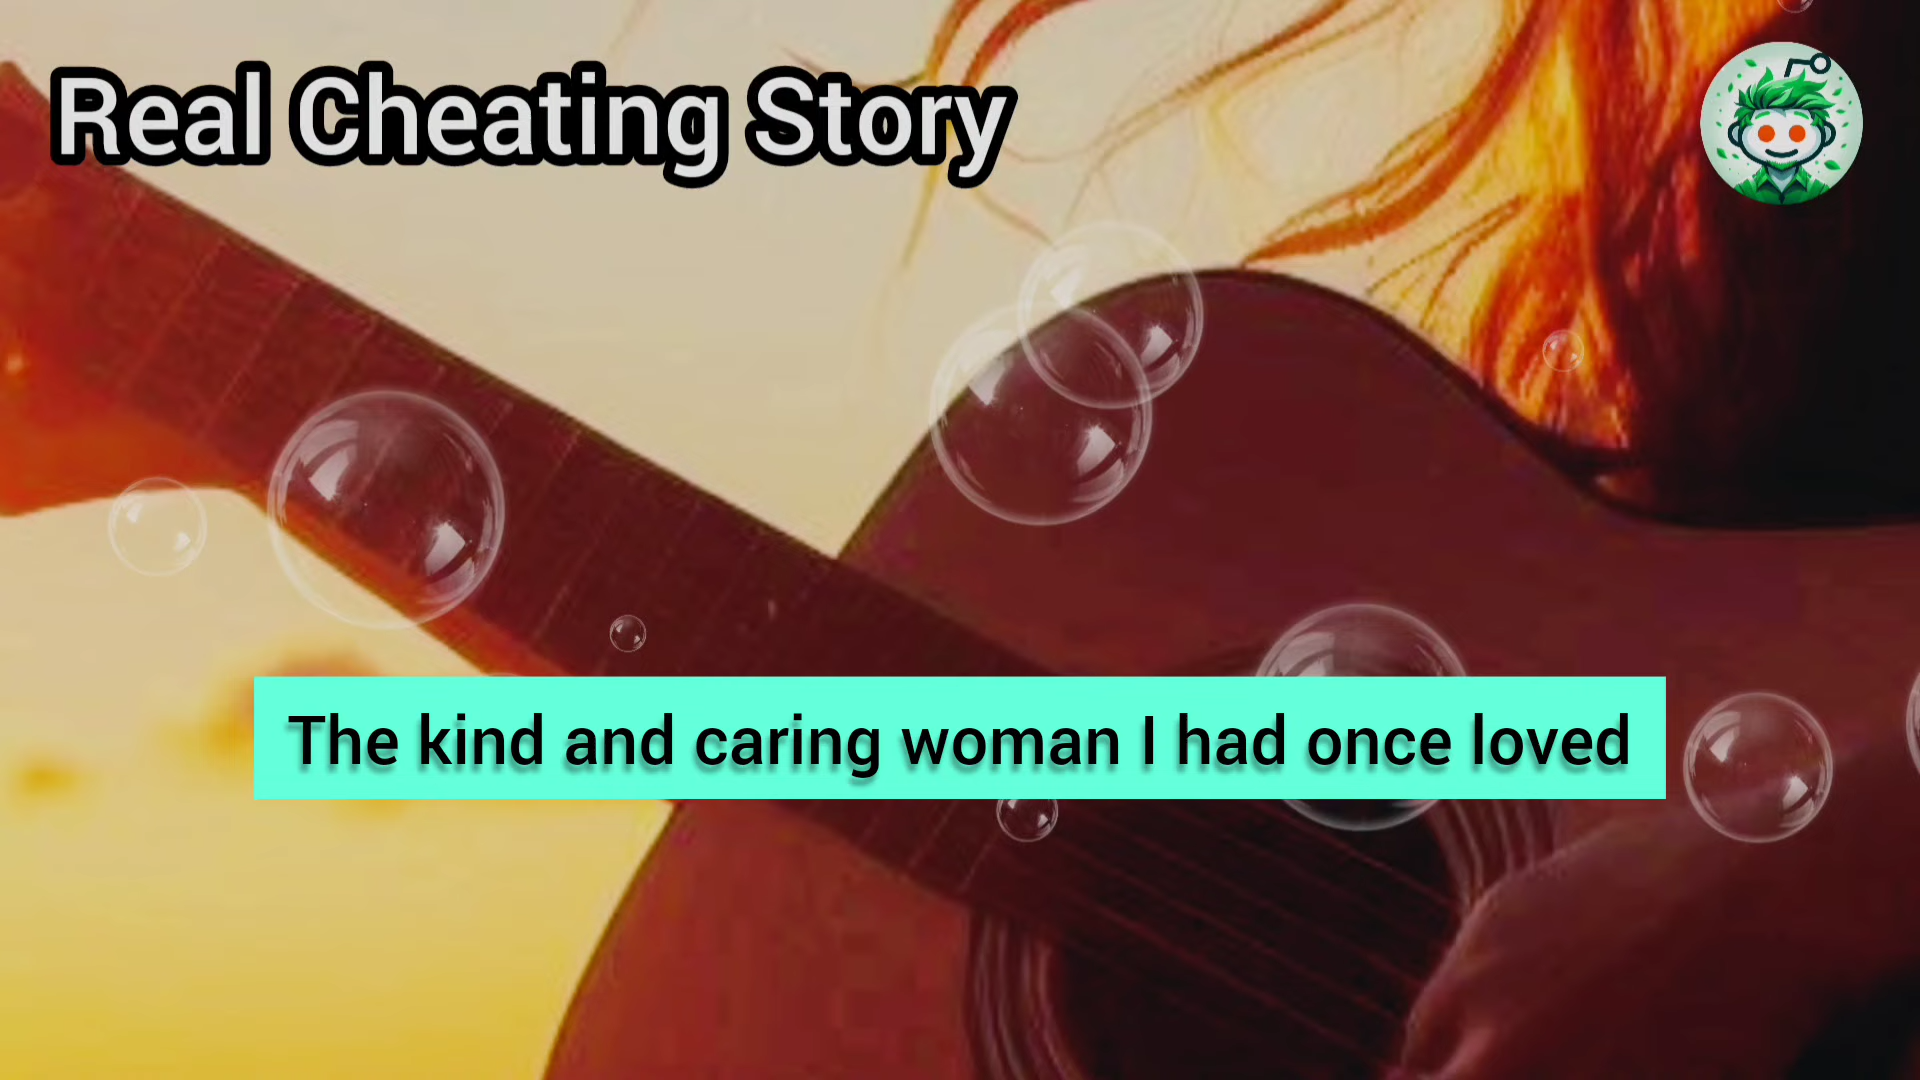 Real Cheating Story
The kind and caring woman I had once loved